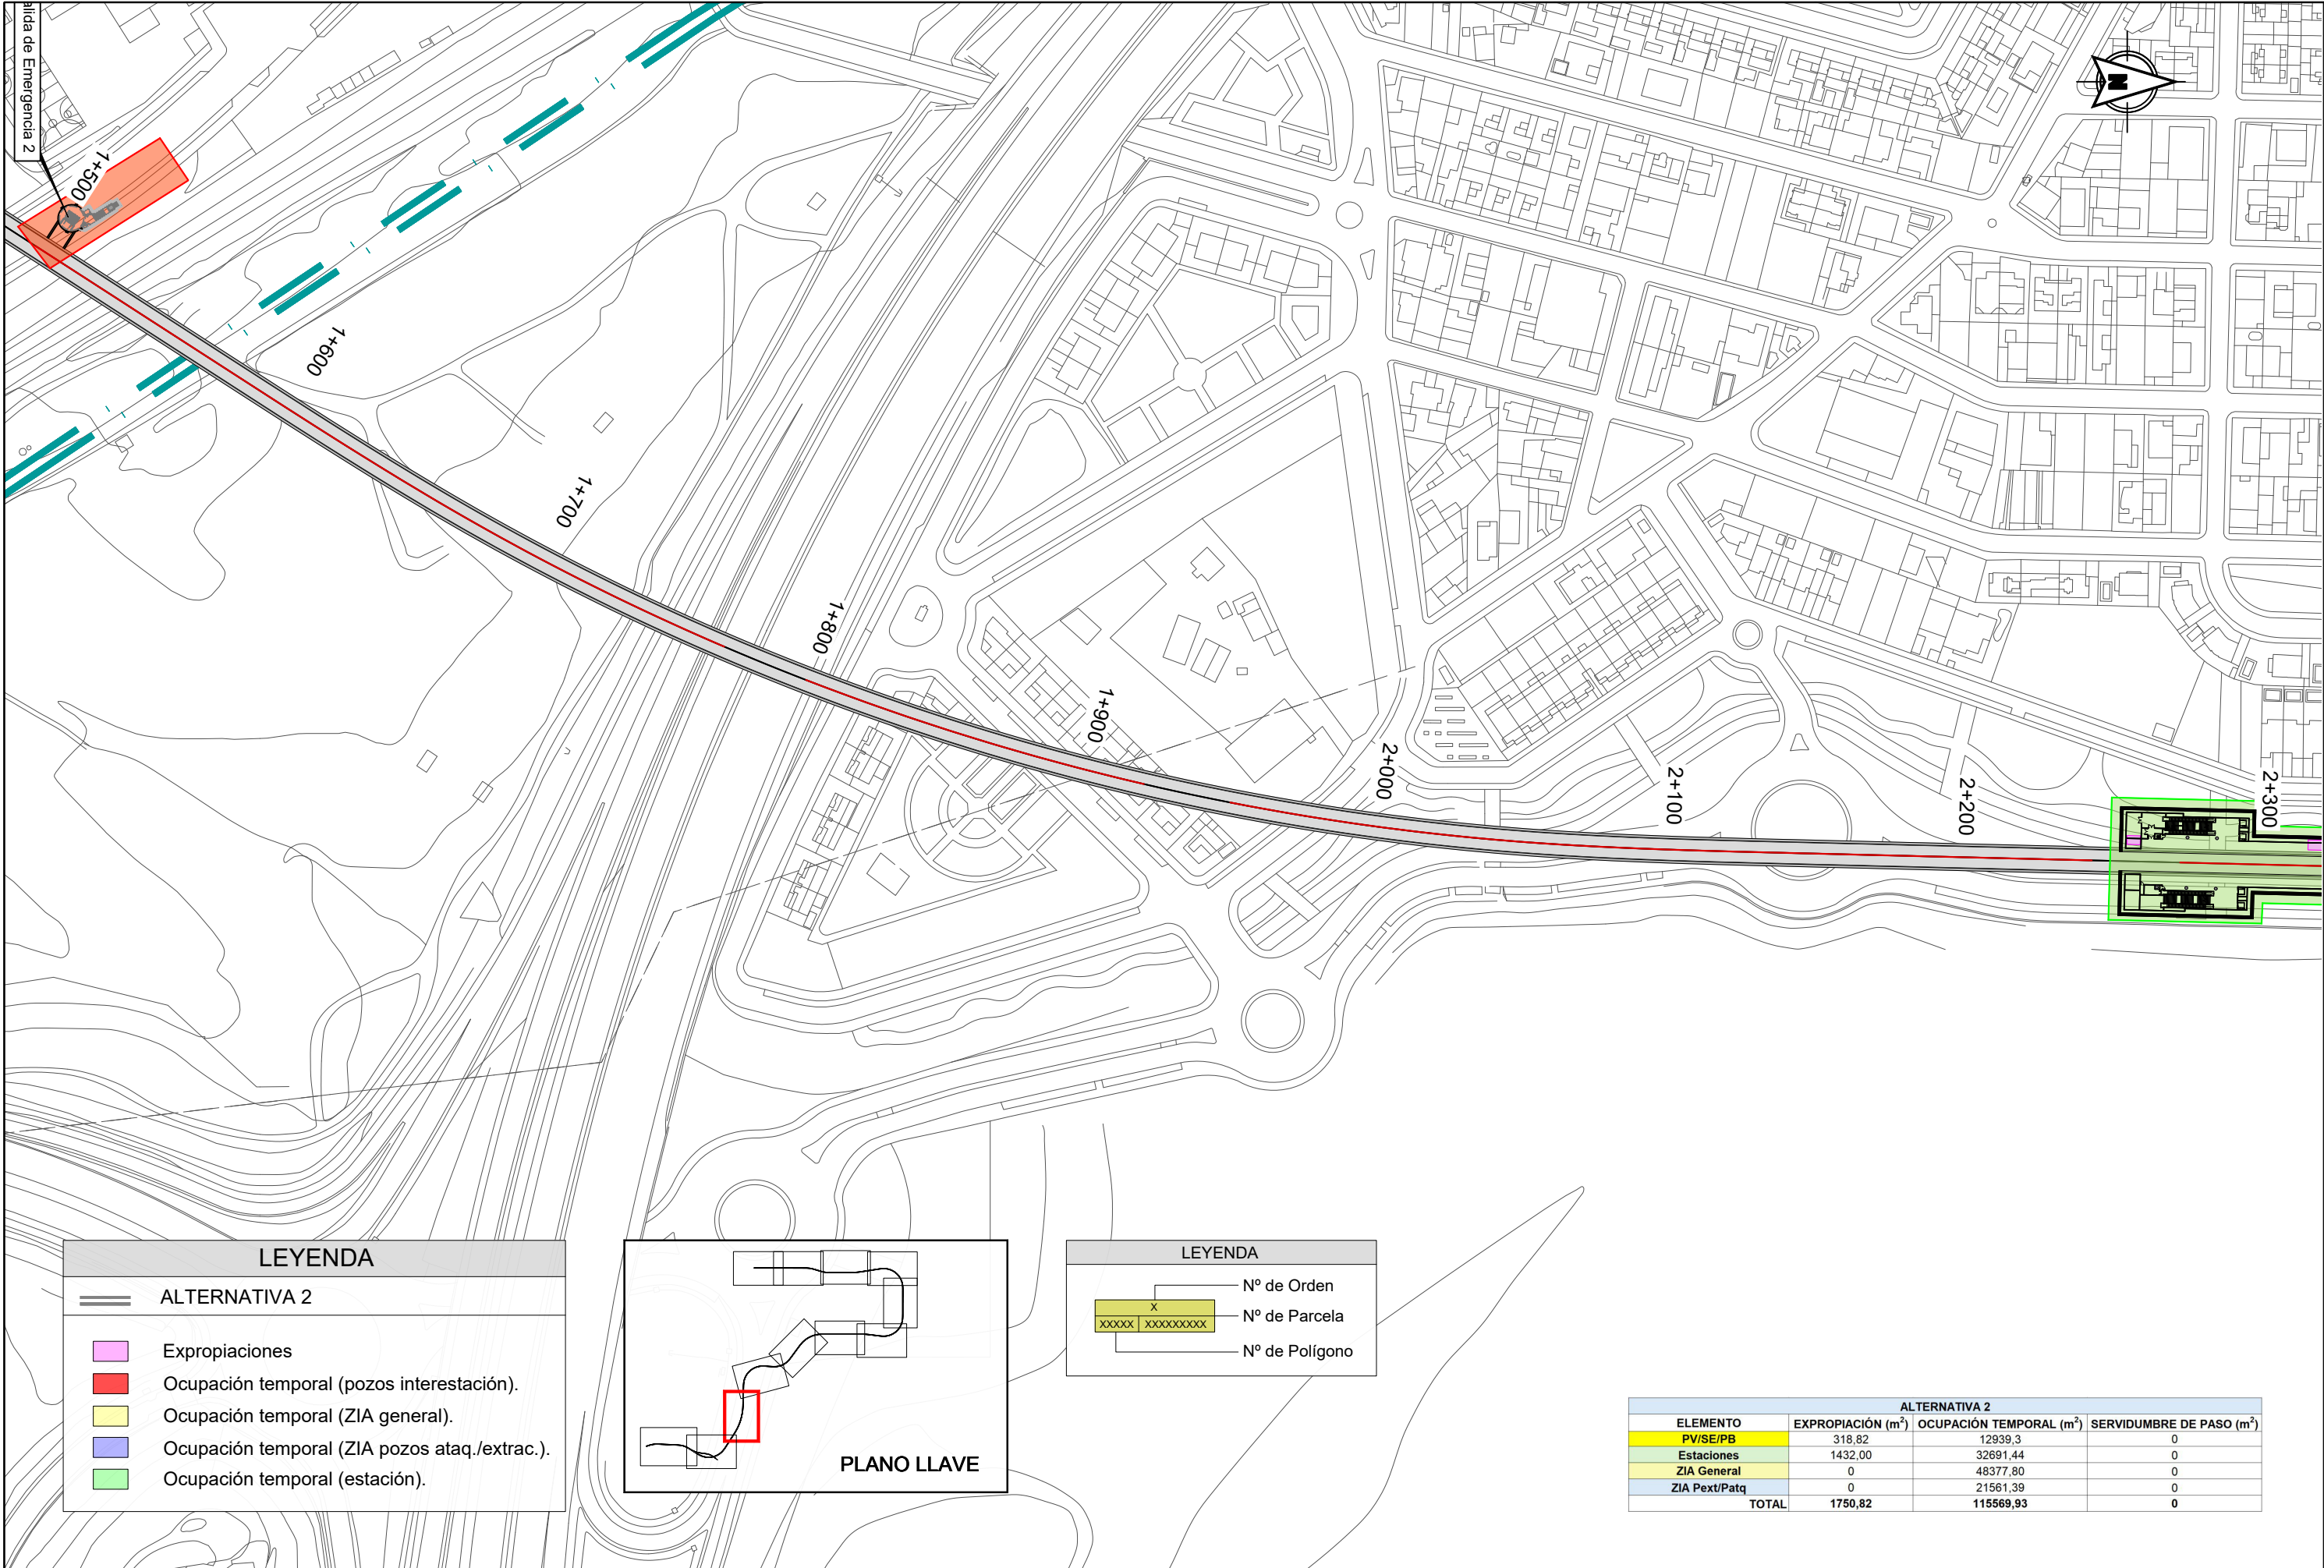 alida de Emergencia 2
N
1+500
1+600
1+700
1+800
1+900
2+000
2+100
2+200
2+300
LEYENDA
ALTERNATIVA 2
Expropiaciones
Ocupación temporal (pozos interestación).
Ocupación temporal (ZIA general).
Ocupación temporal (ZIA pozos ataq./extrac.).
Ocupación temporal (estación).
PLANO LLAVE
LEYENDA
Nº de Orden
X
Nº de Parcela
XXXXX XXXXXXXXX
Nº de Polígono
ALTERNATIVA 2
ELEMENTO EXPROPIACIÓN (m²) OCUPACIÓN TEMPORAL (m²) SERVIDUMBRE DE PASO (m²)
PV/SE/PB 318,82 12939,3 0
Estaciones 1432,00 32691,44 0
ZIA General 0 48377,80 0
ZIA Pext/Patq 0 21561,39 0
TOTAL 1750,82 115569,93 0